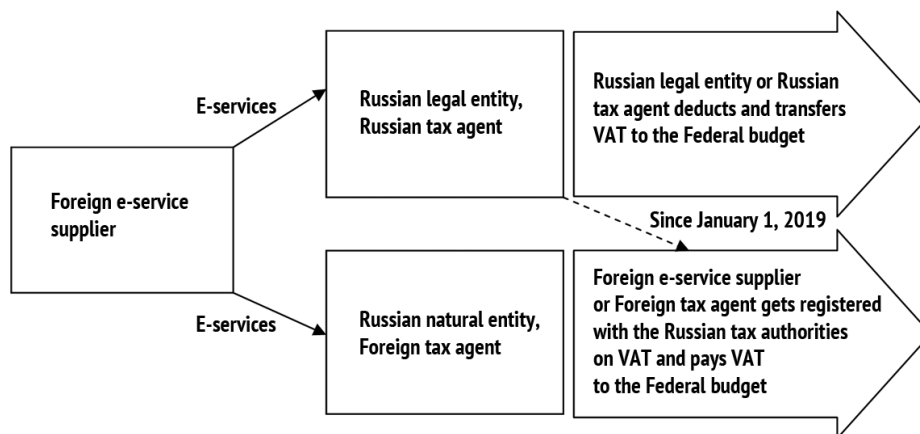 E-services
Foreign e-service
supplier
E-services
Russian legal entity,
Russian tax agent
Russian natural entity,
Foreign tax agent
Russian legal entity or Russian
tax agent deducts and transfers
VAT to the Federal budget
Since January 1, 2019
Foreign e-service supplier
or Foreign tax agent gets registered
with the Russian tax authorities
on VAT and pays VAT
to the Federal budget